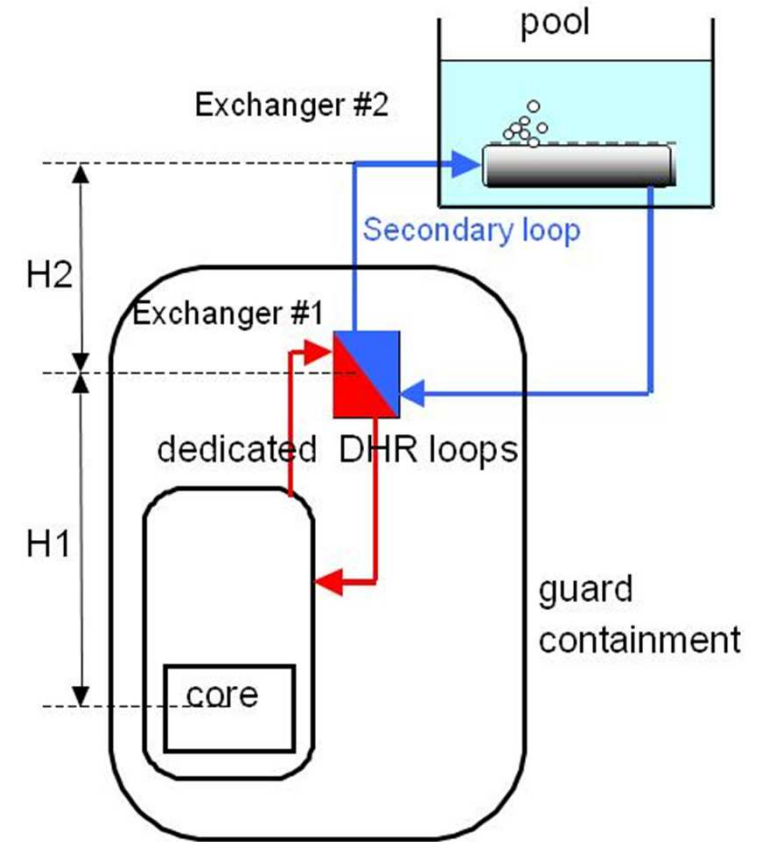 pool
Exchanger #2
Secondary loop
H2
Exchanger #1
dedicated DHR loops
H1
guard
containment
core